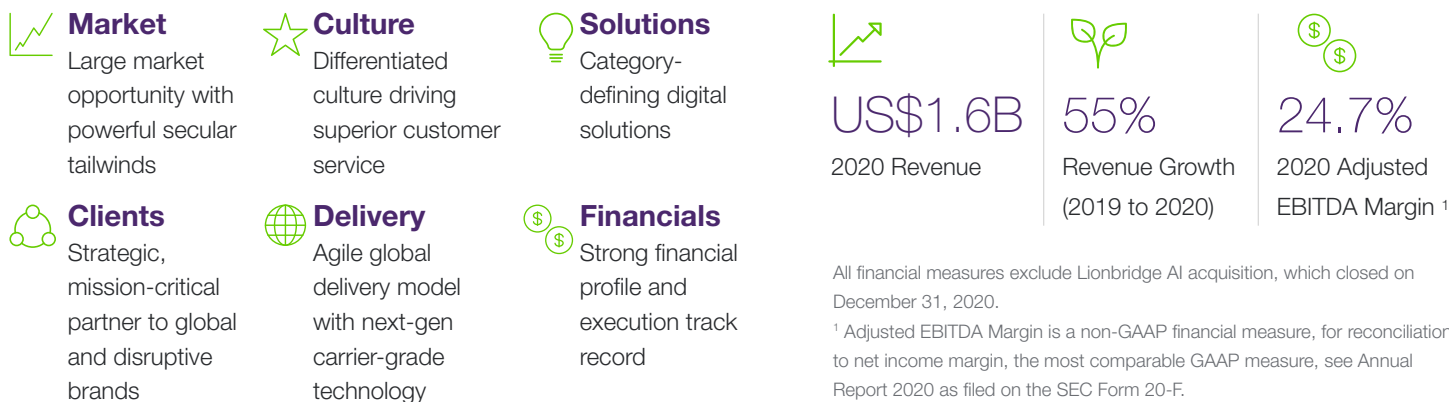 Market
Large market
opportunity with
powerful secular
tailwinds
Culture
Differentiated
culture driving
superior customer
service
Solutions
Category-
defining digital
solutions
Clients
Strategic,
mission-critical
partner to global
and disruptive
brands
Delivery
Agile global
delivery model
with next-gen
carrier-grade
technology
Financials
$
$
Strong financial
profile and
execution track
record
US$1.6B
2020 Revenue
55%
Revenue Growth
(2019 to 2020)
$
$
24.7%
2020 Adjusted
EBITDA Margin ¹
All financial measures exclude Lionbridge AI acquisition, which closed on
December 31, 2020.
¹ Adjusted EBITDA Margin is a non-GAAP financial measure, for reconciliation
to net income margin, the most comparable GAAP measure, see Annual
Report 2020 as filed on the SEC Form 20-F.